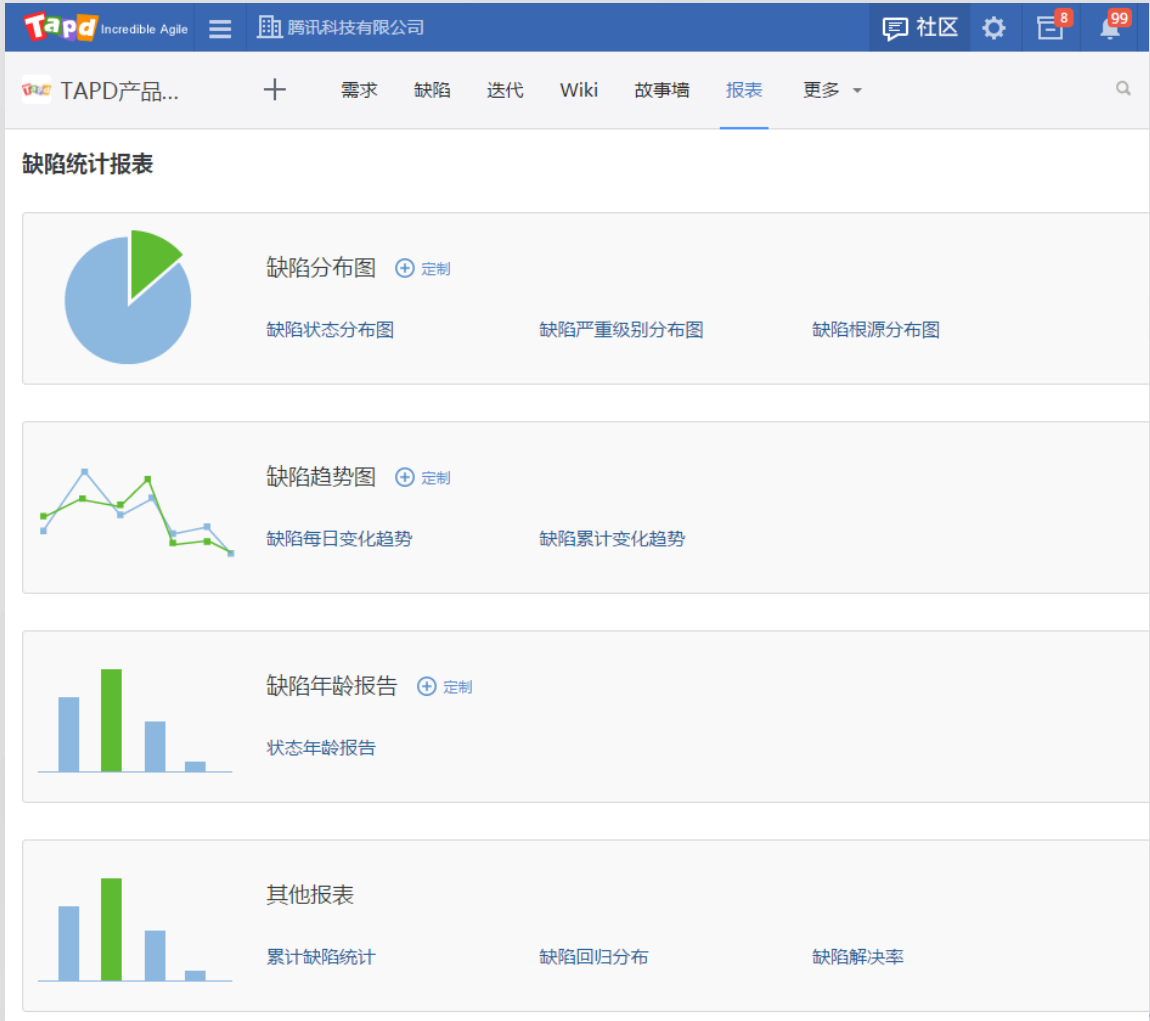 Tapd Incredible Agile 腾讯科技有限公司 社区 8 99
Tapd TAPD产品... 需求 缺陷 迭代 Wiki 故事墙 报表 更多
缺陷统计报表
缺陷分布图 定制
缺陷状态分布图 缺陷严重级别分布图 缺陷根源分布图
缺陷趋势图 定制
缺陷每日变化趋势 缺陷累计变化趋势
缺陷年龄报告 定制
状态年龄报告
其他报表
累计缺陷统计 缺陷回归分布 缺陷解决率